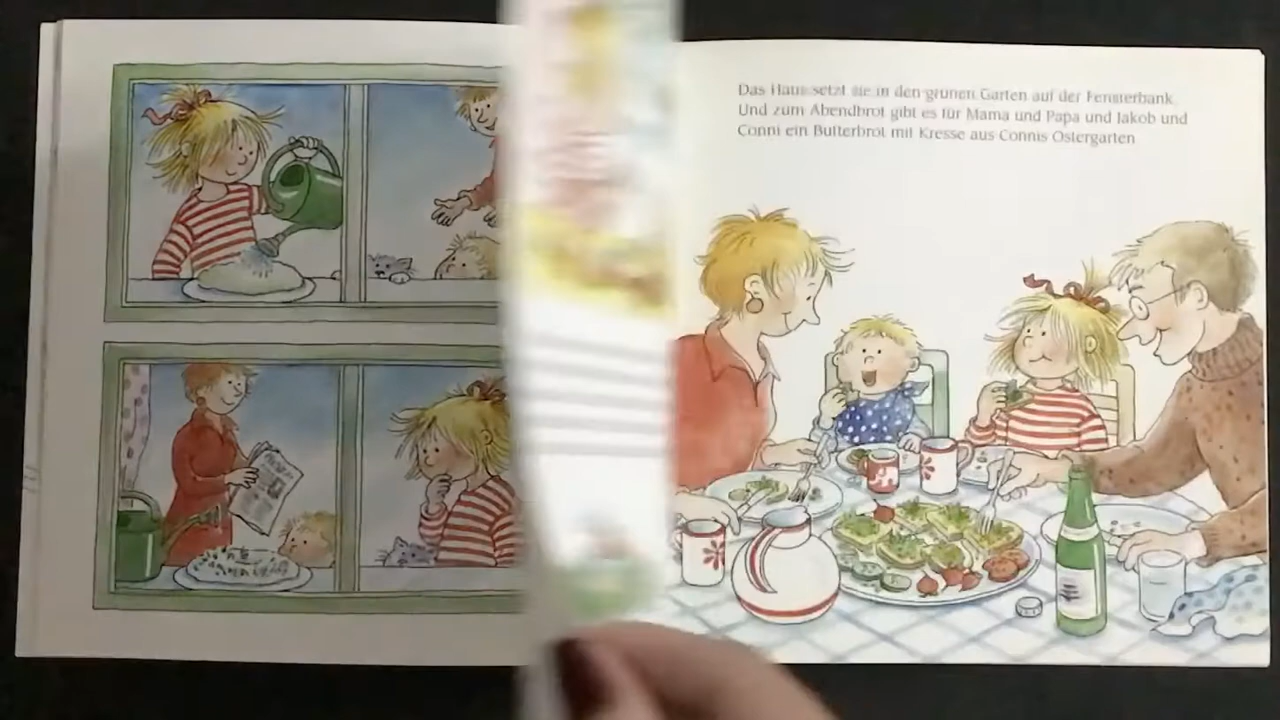 Das Haus setzt sie in den grünen Garten auf der Fensterbank.
Und zum Abendbrot gibt es für Mama und Papa und Jakob und
Conni ein Butterbrot mit Kresse aus Connis Ostergarten